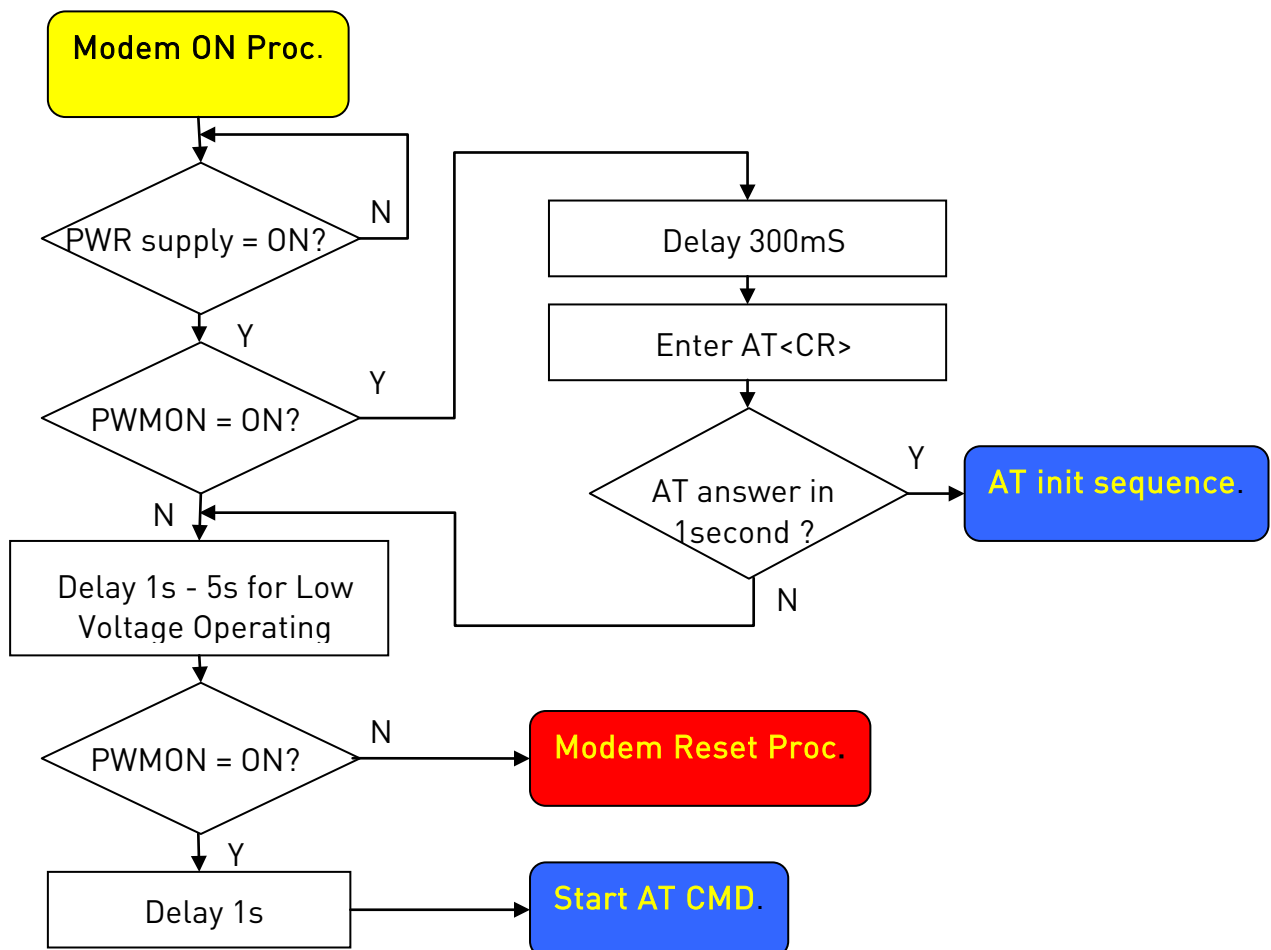 Modem ON Proc.
PWR supply = ON?
N
Y
PWMON = ON?
Y
N
Delay 300mS
Enter AT<CR>
AT answer in
1second ?
Y
N
AT init sequence.
Delay 1s - 5s for Low
Voltage Operating
PWMON = ON?
N
Y
Modem Reset Proc.
Delay 1s
Start AT CMD.